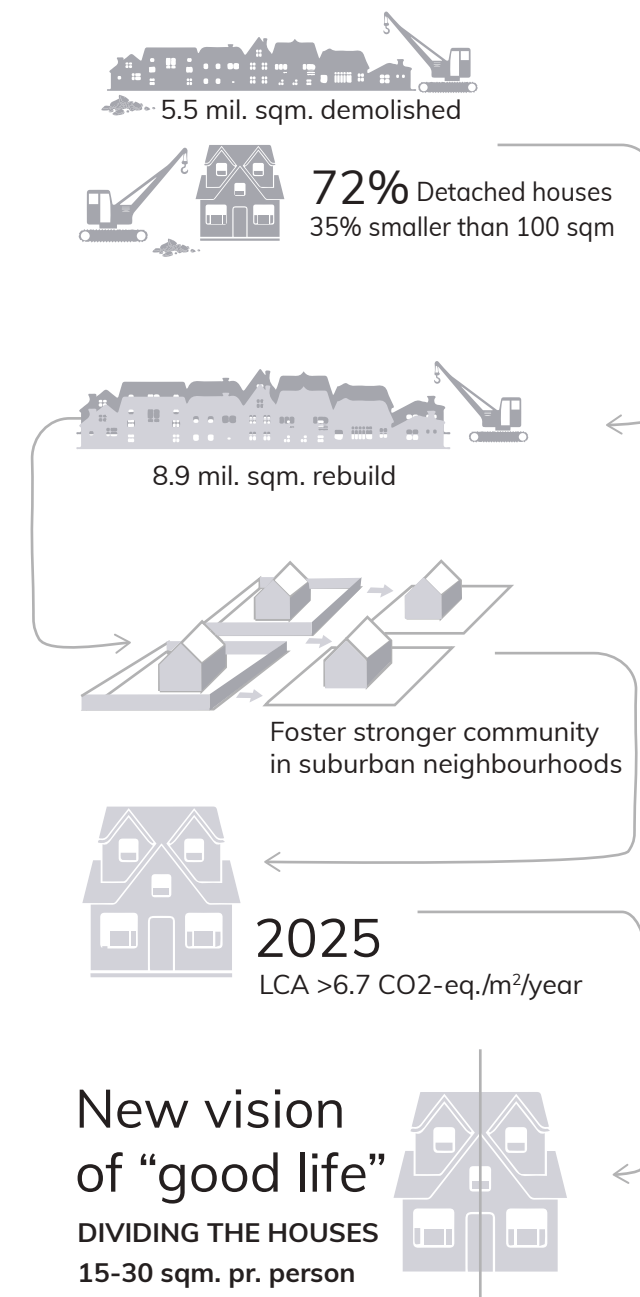 5.5 mil. sqm. demolished
72% Detached houses
35% smaller than 100 sqm
8.9 mil. sqm. rebuild
Foster stronger community
in suburban neighbourhoods
2025
LCA >6.7 CO2-eq./m²/year
New vision
of “good life”
DIVIDING THE HOUSES
15-30 sqm. pr. person